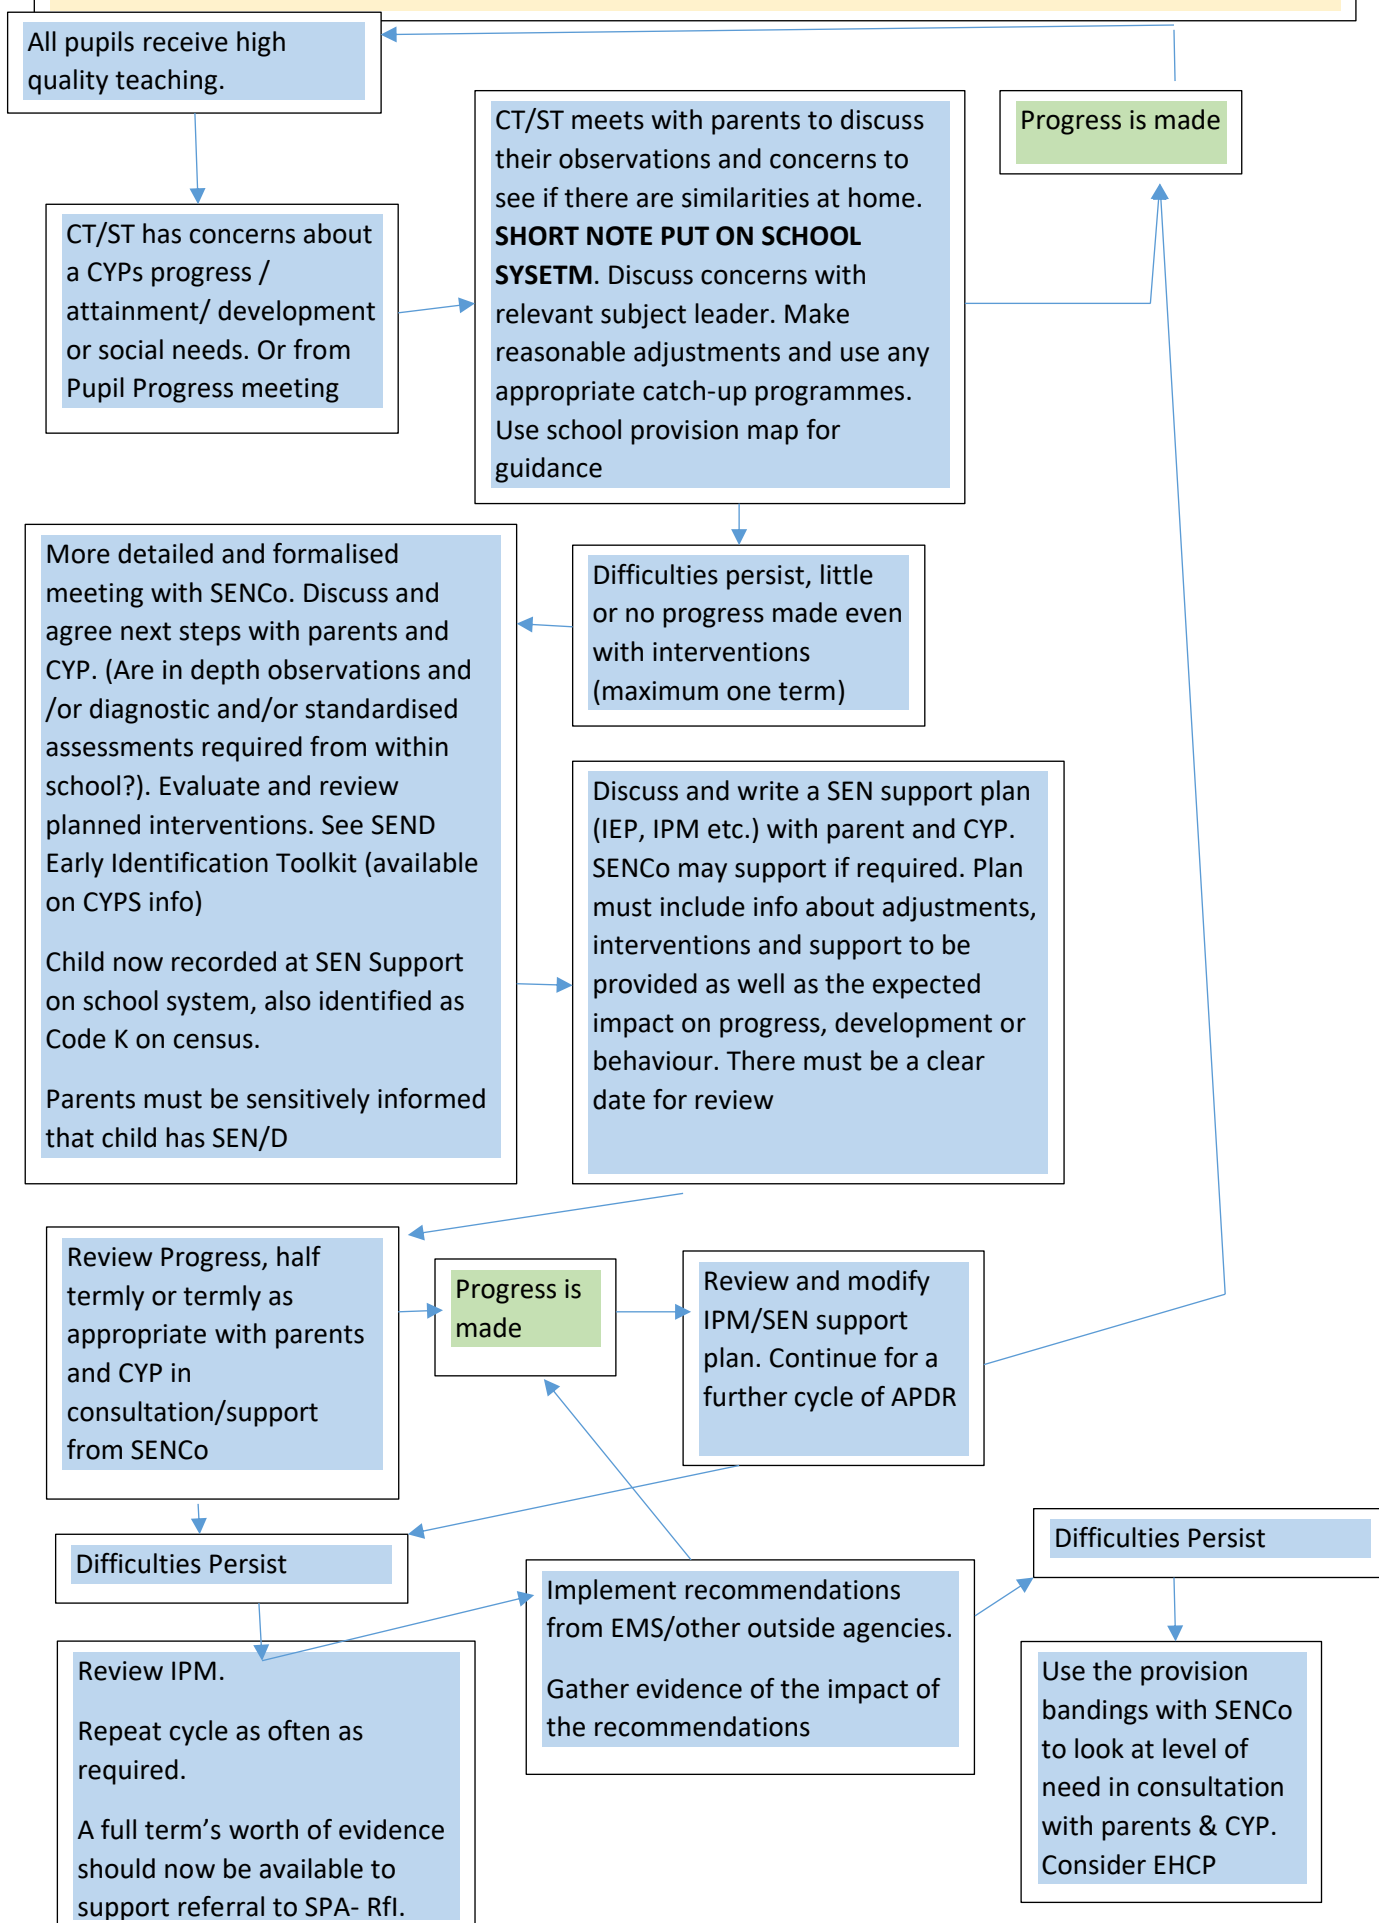 All pupils receive high
quality teaching.
Progress is made
CT/ST meets with parents to discuss
their observations and concerns to
see if there are similarities at home.
SHORT NOTE PUT ON SCHOOL
SYSETM. Discuss concerns with
relevant subject leader. Make
reasonable adjustments and use any
appropriate catch-up programmes.
Use school provision map for
guidance
CT/ST has concerns about
a CYPs progress /
attainment/ development
or social needs. Or from
Pupil Progress meeting
More detailed and formalised
meeting with SENCo. Discuss and
agree next steps with parents and
CYP. (Are in depth observations and
/or diagnostic and/or standardised
assessments required from within
school?). Evaluate and review
planned interventions. See SEND
Early Identification Toolkit (available
on CYPS info)
Child now recorded at SEN Support
on school system, also identified as
Code K on census.
Parents must be sensitively informed
that child has SEN/D
Difficulties persist, little
or no progress made even
with interventions
(maximum one term)
Discuss and write a SEN support plan
(IEP, IPM etc.) with parent and CYP.
SENCo may support if required. Plan
must include info about adjustments,
interventions and support to be
provided as well as the expected
impact on progress, development or
behaviour. There must be a clear
date for review
Review Progress, half
termly or termly as
appropriate with parents
and CYP in
consultation/support
from SENCo
Progress is
made
Review and modify
IPM/SEN support
plan. Continue for a
further cycle of APDR
Difficulties Persist
Difficulties Persist
Implement recommendations
from EMS/other outside agencies.
Gather evidence of the impact of
the recommendations
Review IPM.
Repeat cycle as often as
required.
A full term’s worth of evidence
should now be available to
support referral to SPA- RfI.
Use the provision
bandings with SENCo
to look at level of
need in consultation
with parents & CYP.
Consider EHCP